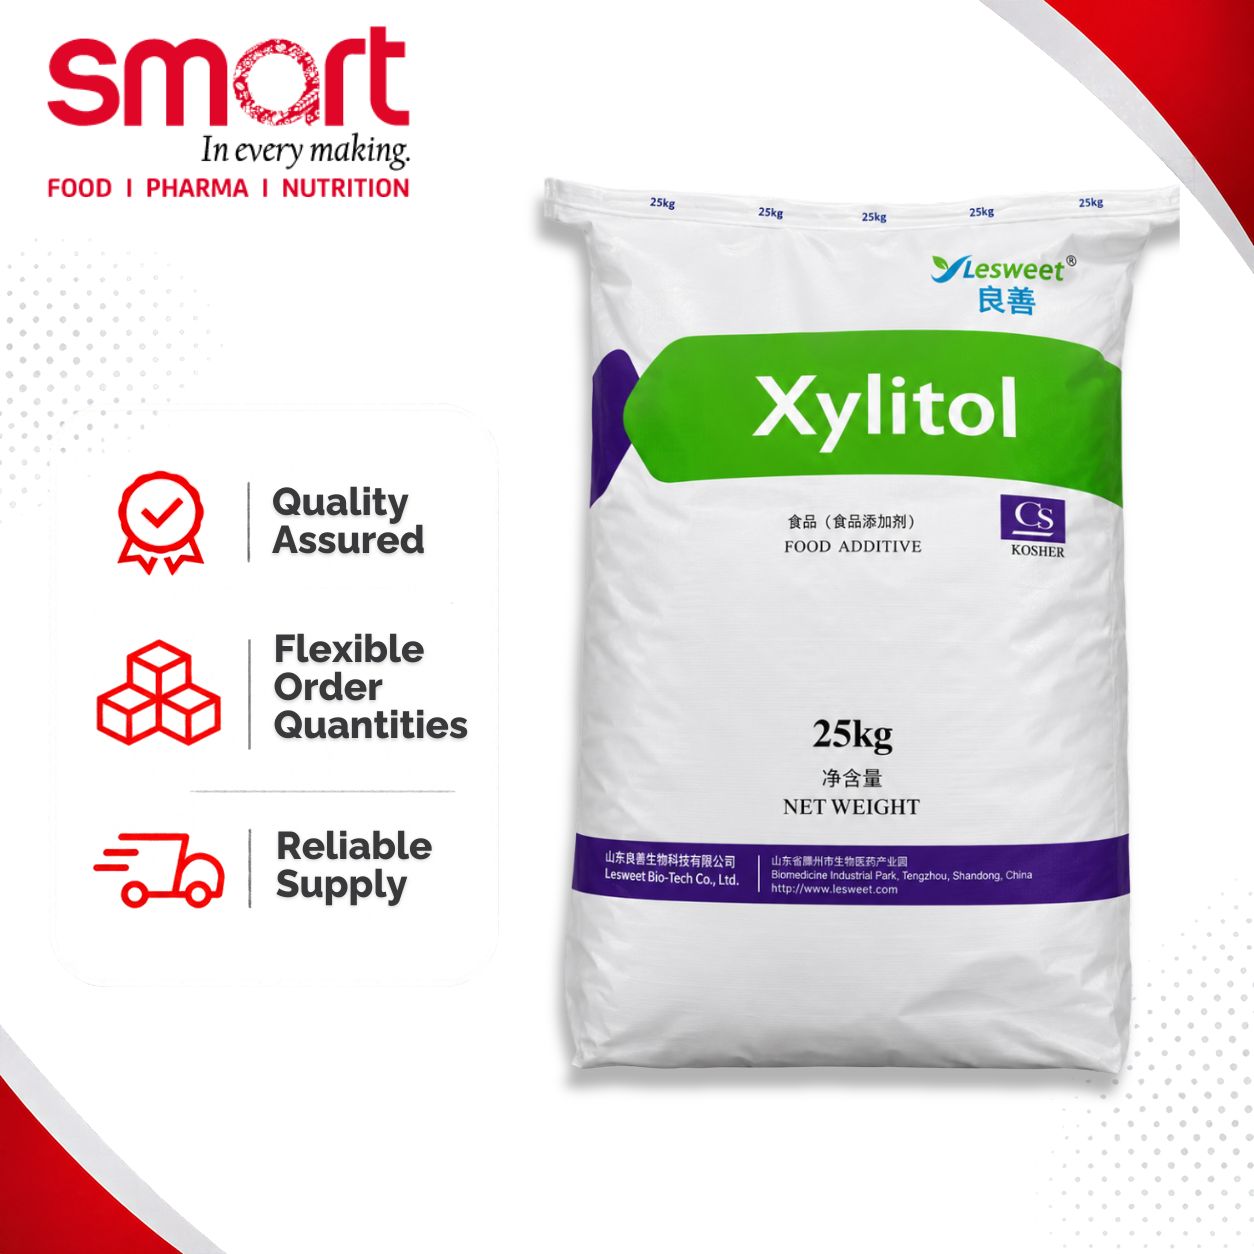 smart
In every making.
FOOD I PHARMA I NUTRITION
Quality
Assured
Flexible
Order
Quantities
Reliable
Supply
25kg 25kg 25kg 25kg 25kg
Lesweet®
良善
Xylitol
食品（食品添加剂）
FOOD ADDITIVE
CS
KOSHER
25kg
净含量
NET WEIGHT
山东良善生物科技有限公司
Lesweet Bio-Tech Co., Ltd.
山东省滕州市生物医药产业园
Biomedicine Industrial Park, Tengzhou, Shandong, China
http://www.lesweet.com